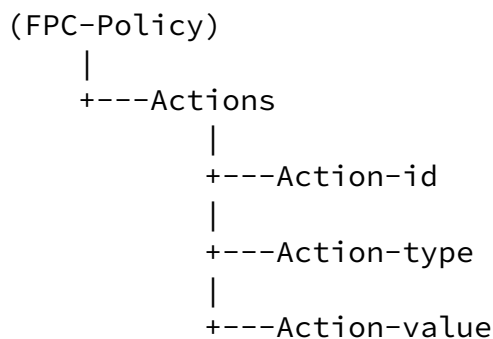 (FPC-Policy)
|
+---Actions
|
+---Action-id
|
+---Action-type
|
+---Action-value